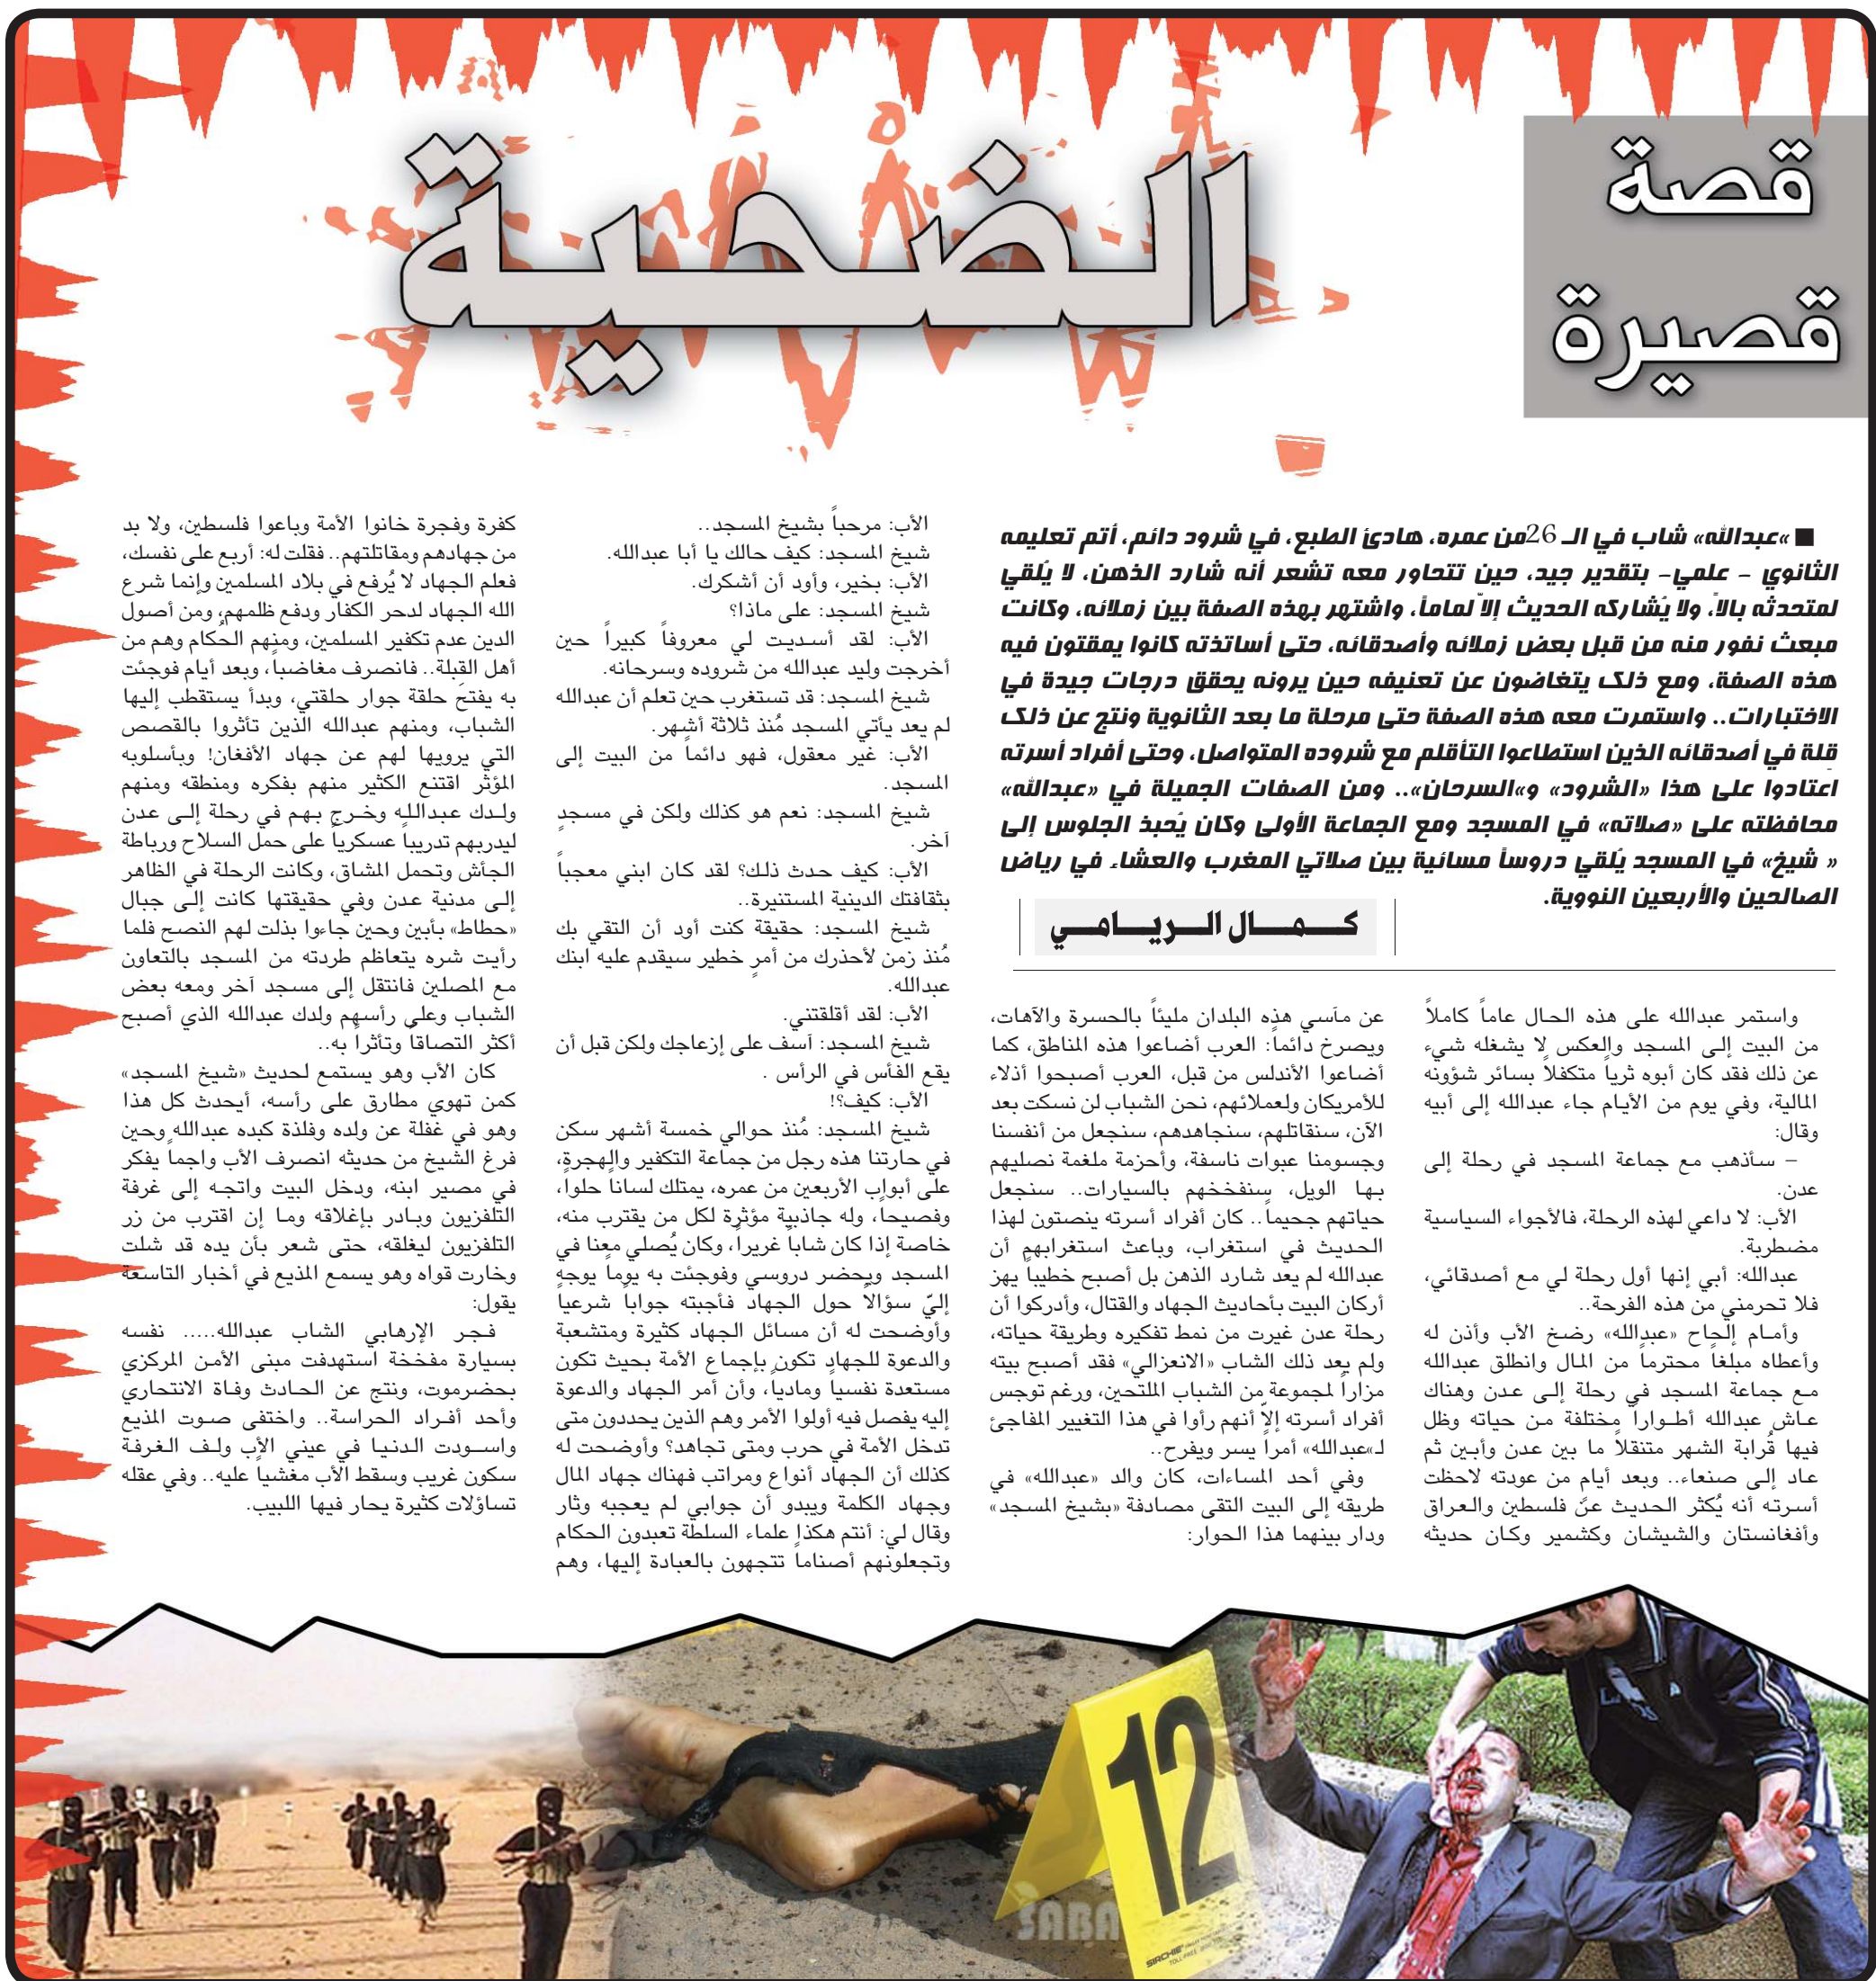 قصة
قصيرة
الضحية
■ »عبدالله« شاب في الـ 26من عمره، هادئ الطبع، في شرود دائم، أتم تعليمه
الثانوي – علمي- بتقدير جيد، حين تتحاور معه تشعر أنه شارد الذهن، لا يُلقي
لمتحدثه بالاً، ولا يُشاركه الحديث إلاّ لماماً، واشتهر بهذه الصفة بين زملائه، وكانت
مبعث نفور منه من قبل بعض زملائه وأصدقائه، حتى أساتذته كانوا يمقتون فيه
هذه الصفة، ومع ذلك يتغاضون عن تعنيفه حين يرونه يحقق درجات جيدة في
الاختبارات.. واستمرت معه هذه الصفة حتى مرحلة ما بعد الثانوية ونتج عن ذلك
قلة في أصدقائه الذين استطاعوا التأقلم مع شروده المتواصل، وحتى أفراد أسرته
اعتادوا على هذا «الشرود» و»السرحان».. ومن الصفات الجميلة في «عبدالله»
محافظته على «صلاته» في المسجد ومع الجماعة الأولى وكان يُحبذ الجلوس إلى
« شيخ» في المسجد يُلقي دروساً مسائية بين صلاتي المغرب والعشاء في رياض
الصالحين والأربعين النووية.
كـــمـــال الـــريـــامـــي
واستمر عبدالله على هذه الحال عاماً كاملاً
من البيت إلى المسجد والعكس لا يشغله شيء
عن ذلك فقد كان أبوه ثرياً متكفلاً بسائر شؤونه
المالية، وفي يوم من الأيام جاء عبدالله إلى أبيه
وقال:
– سأذهب مع جماعة المسجد في رحلة إلى
عدن.
الأب: لا داعي لهذه الرحلة، فالأجواء السياسية
مضطربة.
عبدالله: أبي إنها أول رحلة لي مع أصدقائي،
فلا تحرمني من هذه الفرحة..
وأمام إلحاح «عبدالله» رضخ الأب وأذن له
وأعطاه مبلغاً محترماً من المال وانطلق عبدالله
مع جماعة المسجد في رحلة إلى عدن وهناك
عاش عبدالله أطواراً مختلفة من حياته وظل
فيها قُرابة الشهر متنقلاً ما بين عدن وأبين ثم
عاد إلى صنعاء.. وبعد أيام من عودته لاحظت
أسرته أنه يُكثر الحديث عن فلسطين والعراق
وأفغانستان والشيشان وكشمير وكان حديثه
عن مآسي هذه البلدان مليئاً بالحسرة والآهات،
ويصرخ دائماً: العرب أضاعوا هذه المناطق، كما
أضاعوا الأندلس من قبل، العرب أصبحوا أذلاء
للأمريكان ولعملائهم، نحن الشباب لن نسكت بعد
الآن، سنقاتلهم، سنجاهدهم، سنجعل من أنفسنا
وجسومنا عبوات ناسفة، وأحزمة ملغمة نصليهم
بها الويل، سنفخخهم بالسيارات.. سنجعل
حياتهم جحيماً.. كان أفراد أسرته ينصتون لهذا
الحديث في استغراب، وباعث استغرابهم أن
عبدالله لم يعد شارد الذهن بل أصبح خطيباً يهز
أركان البيت بأحاديث الجهاد والقتال، وأدركوا أن
رحلة عدن غيرت من نمط تفكيره وطريقة حياته،
ولم يعد ذلك الشاب «الانعزالي» فقد أصبح بيته
مزاراً لمجموعة من الشباب الملتحين، ورغم توجس
أفراد أسرته إلاّ أنهم رأوا في هذا التغيير المفاجئ
لـ»عبدالله» أمراً يسر ويفرح..
وفي أحد المساءات، كان والد «عبدالله» في
طريقه إلى البيت التقى مصادفة «بشيخ المسجد»
ودار بينهما هذا الحوار:
الأب: مرحباً بشيخ المسجد..
شيخ المسجد: كيف حالك يا أبا عبدالله.
الأب: بخير، وأود أن أشكرك.
شيخ المسجد: على ماذا؟
الأب: لقد أسديت لي معروفاً كبيراً حين
أخرجت وليد عبدالله من شروده وسرحانه.
شيخ المسجد: قد تستغرب حين تعلم أن عبدالله
لم يعد يأتي المسجد مُنذ ثلاثة أشهر.
الأب: غير معقول، فهو دائماً من البيت إلى
المسجد.
شيخ المسجد: نعم هو كذلك ولكن في مسجدٍ
آخر.
الأب: كيف حدث ذلك؟ لقد كان ابني معجباً
بثقافتك الدينية المستنيرة..
شيخ المسجد: حقيقة كنت أود أن التقي بك
مُنذ زمن لأحذرك من أمرٍ خطير سيقدم عليه ابنك
عبدالله.
الأب: لقد أقلقتني.
شيخ المسجد: آسف على إزعاجك ولكن قبل أن
يقع الفأس في الرأس .
الأب: كيف؟!
شيخ المسجد: مُنذ حوالي خمسة أشهر سكن
في حارتنا هذه رجل من جماعة التكفير والهجرة،
على أبواب الأربعين من عمره، يمتلك لساناً حلواً،
وفصيحاً، وله جاذبية مؤثرة لكل من يقترب منه،
خاصة إذا كان شاباً غريراً، وكان يُصلي معنا في
المسجد ويحضر دروسي وفوجئت به يوماً يوجه
إليّ سؤالاً حول الجهاد فأجبته جواباً شرعياً
وأوضحت له أن مسائل الجهاد كثيرة ومتشعبة
والدعوة للجهاد تكون بإجماع الأمة بحيث تكون
مستعدة نفسياً ومادياً، وأن أمر الجهاد والدعوة
إليه يفصل فيه أولوا الأمر وهم الذين يحددون متى
تدخل الأمة في حرب ومتى تجاهد؟ وأوضحت له
كذلك أن الجهاد أنواع ومراتب فهناك جهاد المال
وجهاد الكلمة ويبدو أن جوابي لم يعجبه وثار
وقال لي: أنتم هكذا علماء السلطة تعبدون الحكام
وتجعلونهم أصناماً تتجهون بالعبادة إليها، وهم
كفرة وفجرة خانوا الأمة وباعوا فلسطين، ولا بد
من جهادهم ومقاتلتهم.. فقلت له: أربع على نفسك،
فعلم الجهاد لا يُرفع في بلاد المسلمين وإنما شرع
الله الجهاد لدحر الكفار ودفع ظلمهم، ومن أصول
الدين عدم تكفير المسلمين، ومنهم الحُكام وهم من
أهل القبلة.. فانصرف مغاضباً، وبعد أيام فوجئت
به يفتح حلقة جوار حلقتي، وبدأ يستقطب إليها
الشباب، ومنهم عبدالله الذين تأثروا بالقصص
التي يرويها لهم عن جهاد الأفغان! وبأسلوبه
المؤثر اقتنع الكثير منهم بفكره ومنطقه ومنهم
ولدك عبدالله وخرج بهم في رحلة إلى عدن
ليدربهم تدريباً عسكرياً على حمل السلاح ورباطة
الجأش وتحمل المشاق، وكانت الرحلة في الظاهر
إلى مدنية عدن وفي حقيقتها كانت إلى جبال
«حطاط» بأبين وحين جاءوا بذلت لهم النصح فلما
رأيت شره يتعاظم طردته من المسجد بالتعاون
مع المصلين فانتقل إلى مسجد آخر ومعه بعض
الشباب وعلى رأسهم ولدك عبدالله الذي أصبح
أكثر التصاقاً وتأثراً به..
كان الأب وهو يستمع لحديث «شيخ المسجد»
كمن تهوي مطارق على رأسه، أيحدث كل هذا
وهو في غفلة عن ولده وفلذة كبده عبدالله وحين
فرغ الشيخ من حديثه انصرف الأب واجماً يفكر
في مصير ابنه، ودخل البيت واتجه إلى غرفة
التلفزيون وبادر بإغلاقه وما إن اقترب من زر
التلفزيون ليغلقه، حتى شعر بأن يده قد شلت
وخارت قواه وهو يسمع المذيع في أخبار التاسعة
يقول:
فجر الإرهابي الشاب عبدالله..... نفسه
بسيارة مفخخة استهدفت مبنى الأمن المركزي
بحضرموت، ونتج عن الحادث وفاة الانتحاري
وأحد أفراد الحراسة.. واختفى صوت المذيع
واسودت الدنيا في عيني الأب ولف الغرفة
سكون غريب وسقط الأب مغشياً عليه.. وفي عقله
تساؤلات كثيرة يحار فيها اللبيب.
12
SABA
SIRCHIE